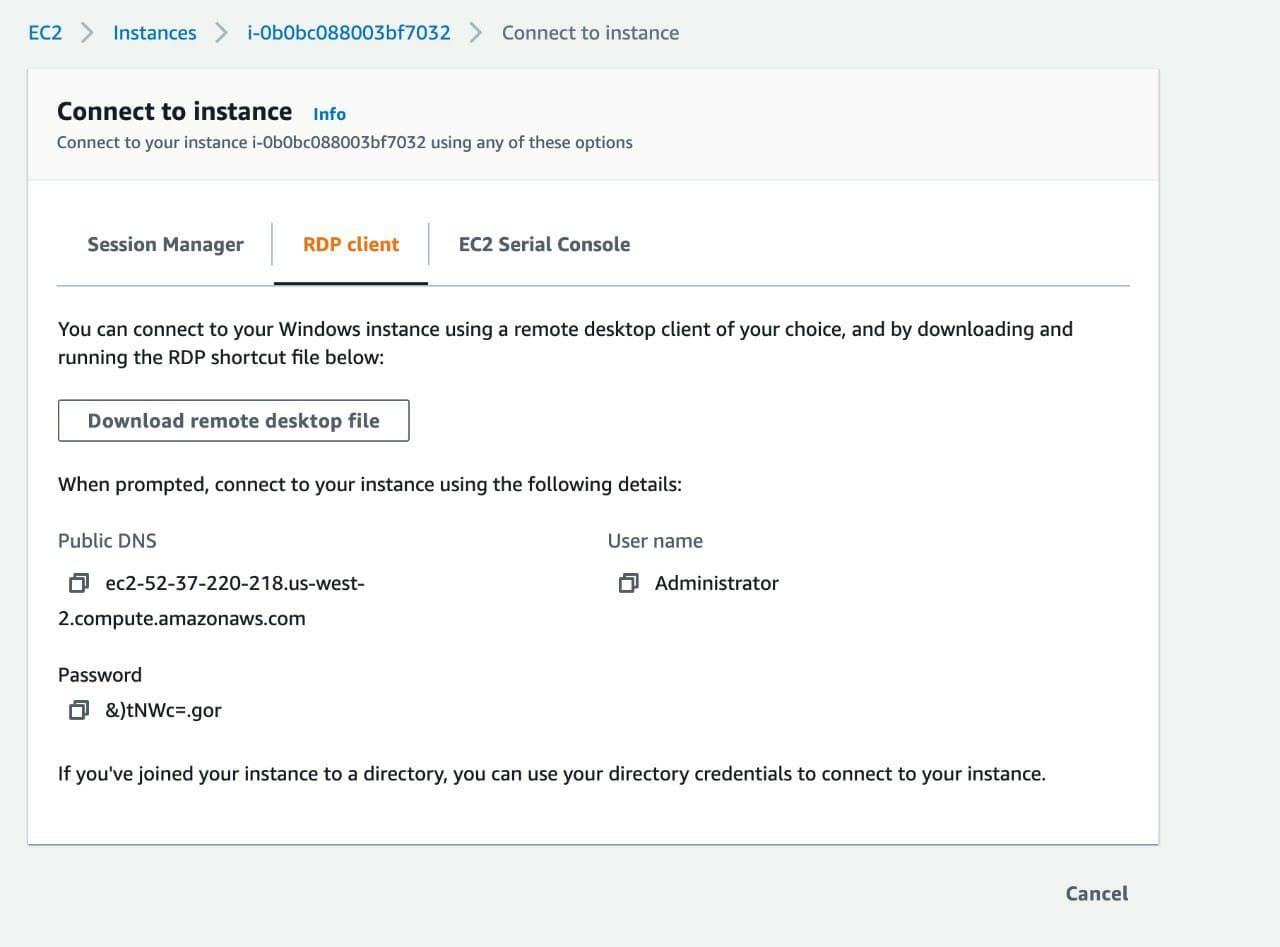 EC2 > Instances > i-0b0bc088003bf7032 > Connect to instance
Connect to instance Info
Connect to your instance i-0b0bc088003bf7032 using any of these options
Session Manager RDP client EC2 Serial Console
You can connect to your Windows instance using a remote desktop client of your choice, and by downloading and
running the RDP shortcut file below:
Download remote desktop file
When prompted, connect to your instance using the following details:
Public DNS User name
ec2-52-37-220-218.us-west- Administrator
2.compute.amazonaws.com
Password
&)tNWc=.gor
If you've joined your instance to a directory, you can use your directory credentials to connect to your instance.
Cancel